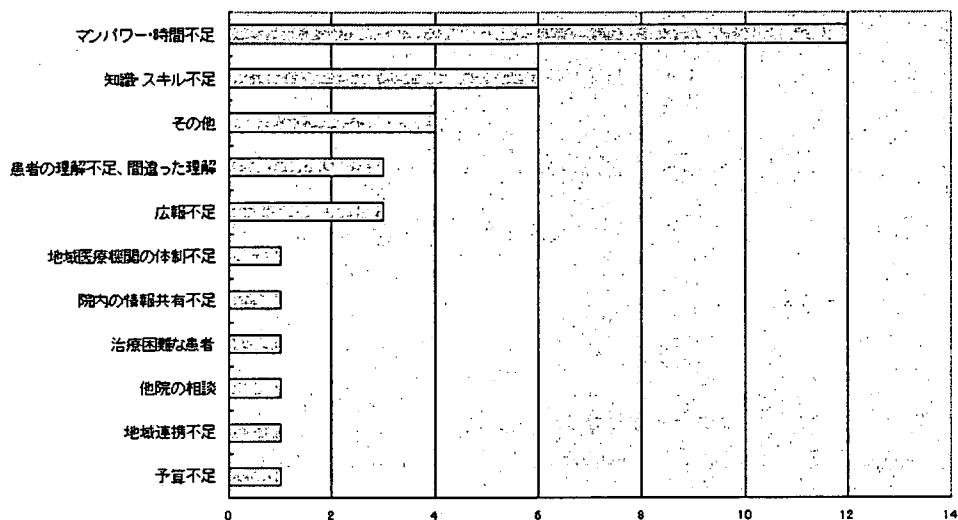 マンパワー・時間不足
知識・スキル不足
その他
患者の理解不足、間違った理解
広報不足
地域医療機関の体制不足
院内の情報共有不足
治療困難な患者
他院の相談
地域連携不足
予算不足
0 2 4 6 8 10 12 14